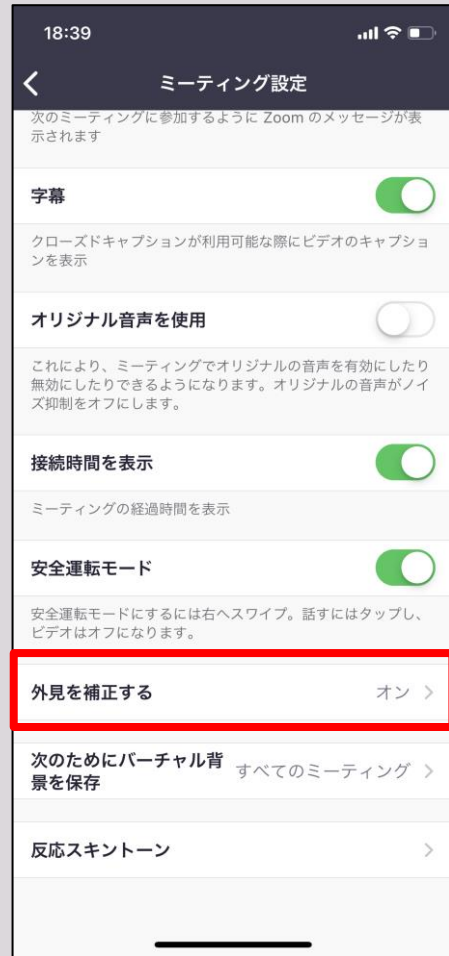 18:39
ミーティング設定
次のミーティングに参加するように Zoom のメッセージが表
示されます
字幕
クローズドキャプションが利用可能な際にビデオのキャプショ
ンを表示
オリジナル音声を使用
これにより、ミーティングでオリジナルの音声を有効にしたり
無効にしたりできるようになります。オリジナルの音声がノイ
ズ抑制をオフにします。
接続時間を表示
ミーティングの経過時間を表示
安全運転モード
安全運転モードにするには右へスワイプ。話すにはタップし、
ビデオはオフになります。
外見を補正する オン
次のためにバーチャル背
景を保存
すべてのミーティング
反応スキントーン